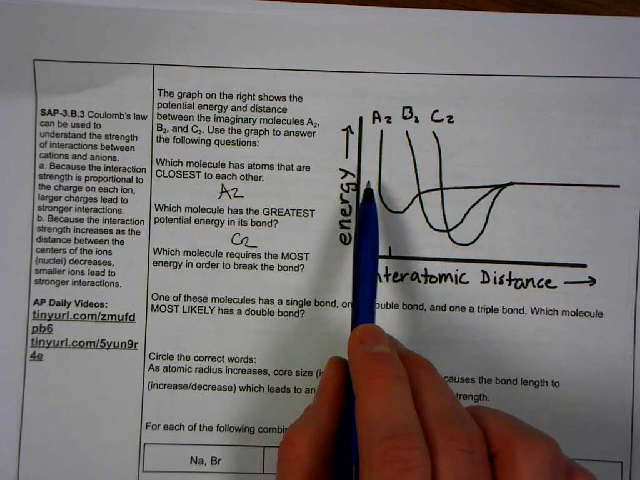 SAP-3.B.3 Coulomb's law
can be used to
understand the strength
of interactions between
cations and anions.
a. Because the interaction
strength is proportional to
the charge on each ion,
larger charges lead to
stronger interactions.
b. Because the interaction
strength increases as the
distance between the
centers of the ions
(nuclei) decreases,
smaller ions lead to
stronger interactions.
AP Daily Videos:
tinyurl.com/zmufd
pb6
tinyurl.com/5yun9r
4e
The graph on the right shows the
potential energy and distance
between the imaginary molecules A₂,
B₂, and C₂. Use the graph to answer
the following questions:
Which molecule has atoms that are
CLOSEST to each other.
A2
Which molecule has the GREATEST
potential energy in its bond?
C2
Which molecule requires the MOST
energy in order to break the bond?
A₂ B₂ C₂
energy
nteratomic Distance
One of these molecules has a single bond, on ouble bond, and one a triple bond. Which molecule
MOST LIKELY has a double bond?
Circle the correct words:
As atomic radius increases, core size (i causes the bond length to
(increase/decrease) which leads to an trength.
For each of the following combi
Na, Br